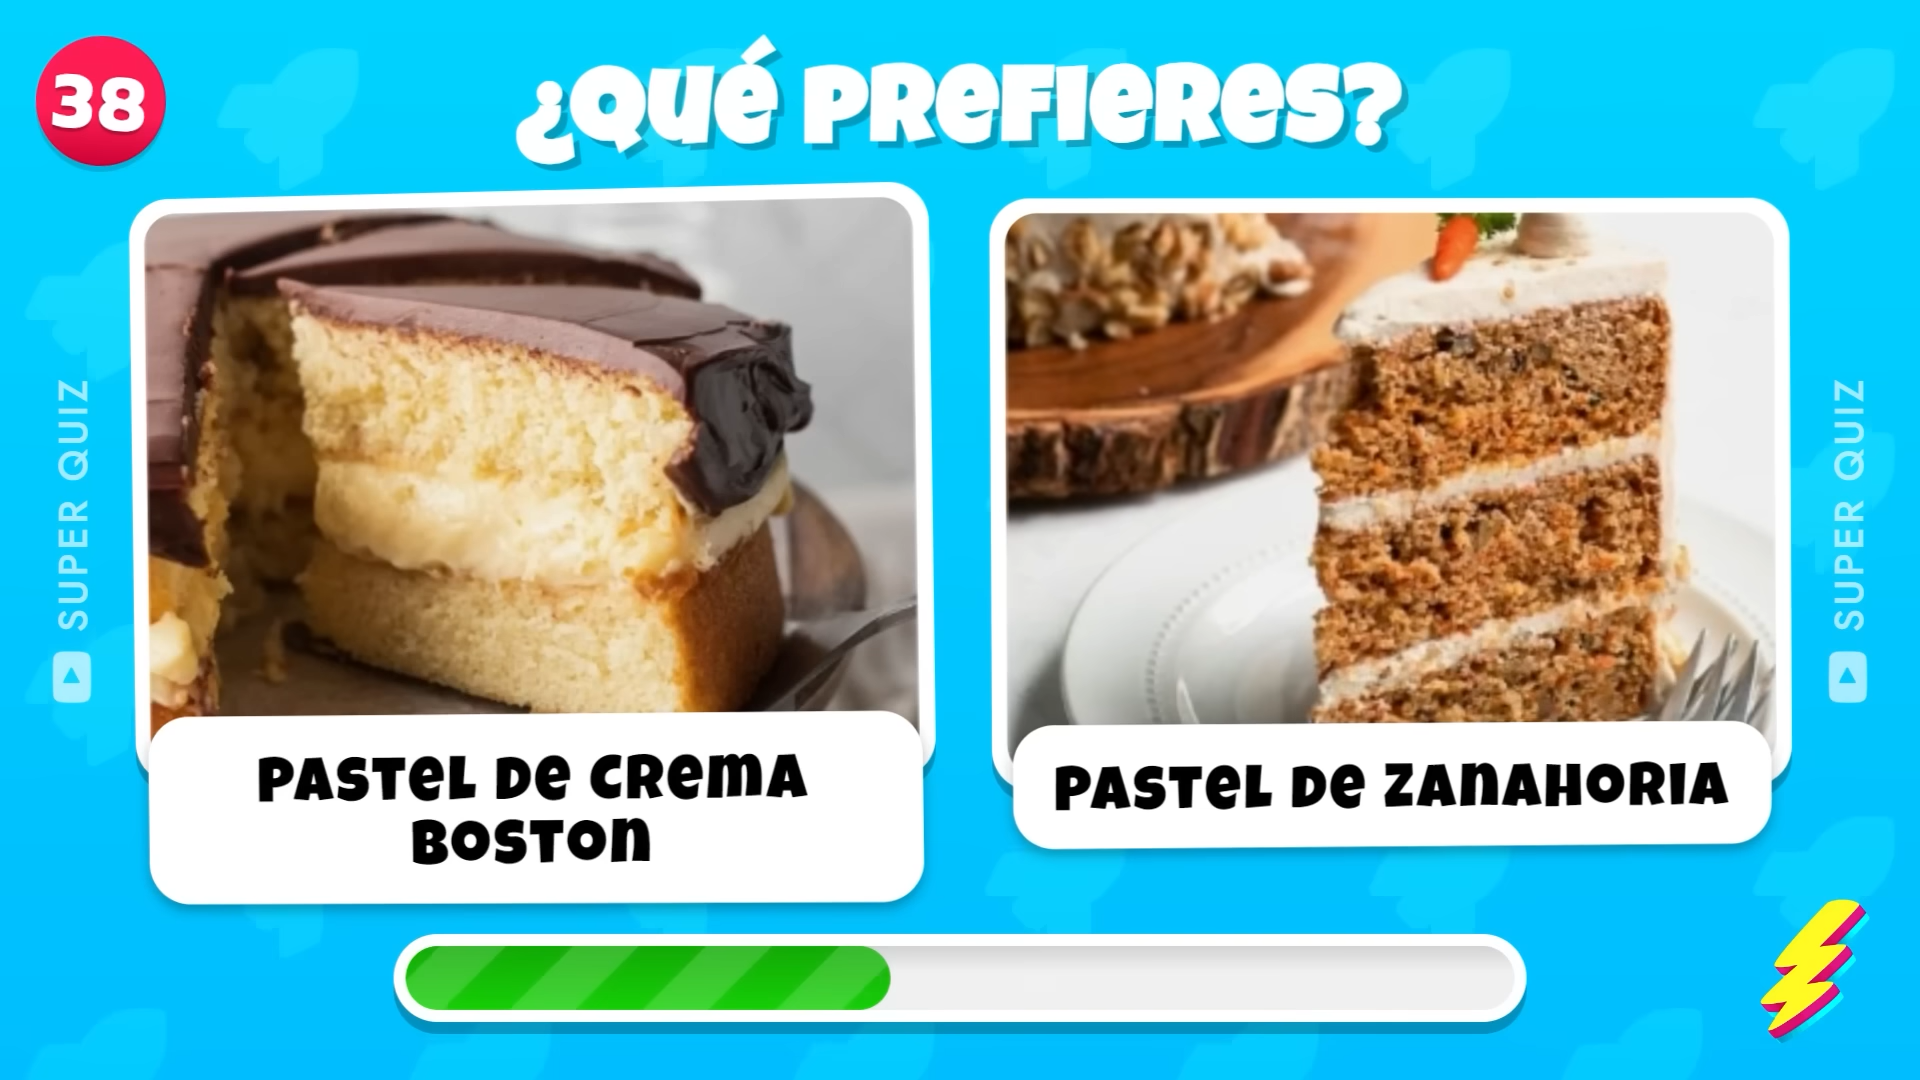 38
¿QUÉ PREFIERES?
SUPER QUIZ
PASTEL DE CREMA
BOSTON
PASTEL DE ZANAHORIA
SUPER QUIZ